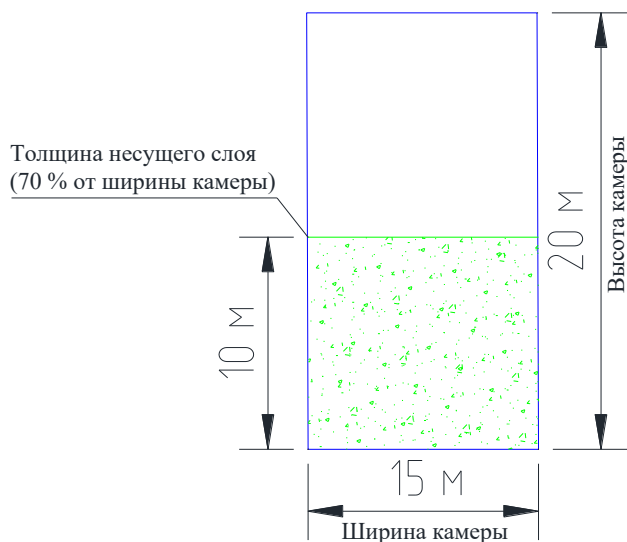 Толщина несущего слоя
(70 % от ширины камеры)
10 м
20 м
Высота камеры
15 м
Ширина камеры